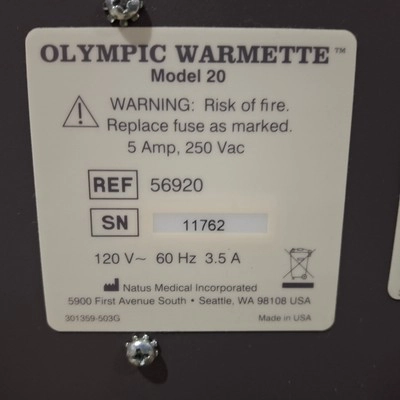 OLYMPIC WARMETTE™
Model 20
WARNING: Risk of fire.
Replace fuse as marked.
5 Amp, 250 Vac
REF 56920
SN 11762
120 V~ 60 Hz 3.5 A
Natus Medical Incorporated
5900 First Avenue South • Seattle, WA 98108 USA
301359-503G Made in USA